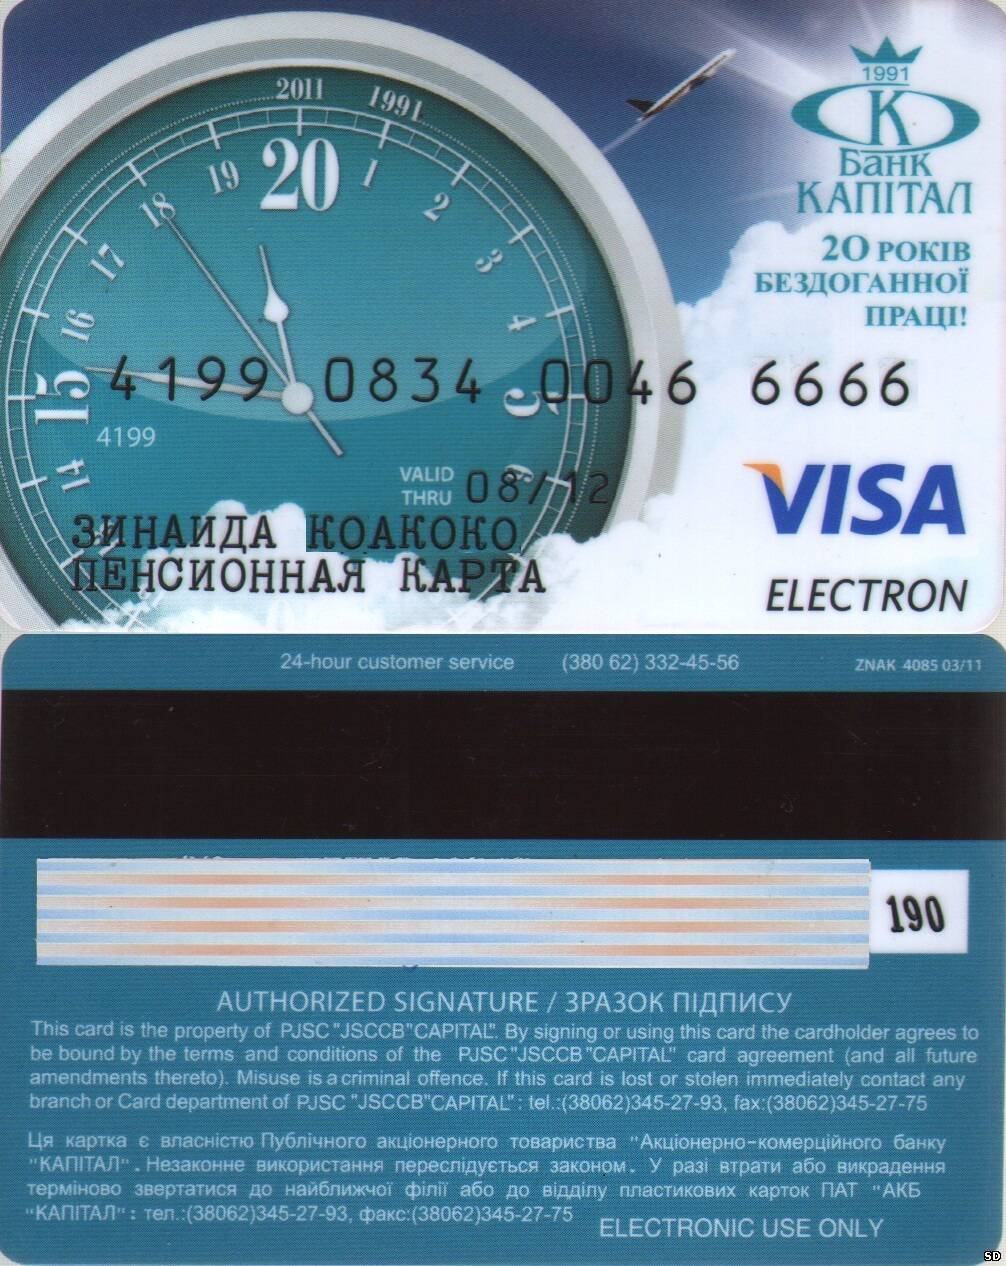 2011 1991
20 1 2 3 4 5 6
19 18 17 16 15 14
1991
К
Банк
КАПІТАЛ
20 РОКІВ
БЕЗДОГАННОЇ
ПРАЦІ!
4199 0834 0046 6666
4199
VALID
THRU 08/12
ЗИНАИДА КОАКОКО
ПЕНСИОННАЯ КАРТА
VISA
ELECTRON
24-hour customer service (380 62) 332-45-56 ZNAK 4085 03/11
190
AUTHORIZED SIGNATURE / ЗРАЗОК ПІДПИСУ
This card is the property of PJSC "JSCCB"CAPITAL". By signing or using this card the cardholder agrees to
be bound by the terms and conditions of the PJSC "JSCCB "CAPITAL" card agreement (and all future
amendments thereto). Misuse is a criminal offence. If this card is lost or stolen immediately contact any
branch or Card department of PJSC "JSCCB"CAPITAL" : tel.:(38062)345-27-93, fax:(38062)345-27-75
Ця картка є власністю Публічного акціонерного товариства "Акціонерно-комерційного банку
"КАПІТАЛ". Незаконне використання переслідується законом. У разі втрати або викрадення
терміново звертатися до найближчої філії або до відділу пластикових карток ПАТ "АКБ
"КАПІТАЛ" : тел.:(38062)345-27-93, факс:(38062)345-27-75
ELECTRONIC USE ONLY
SD